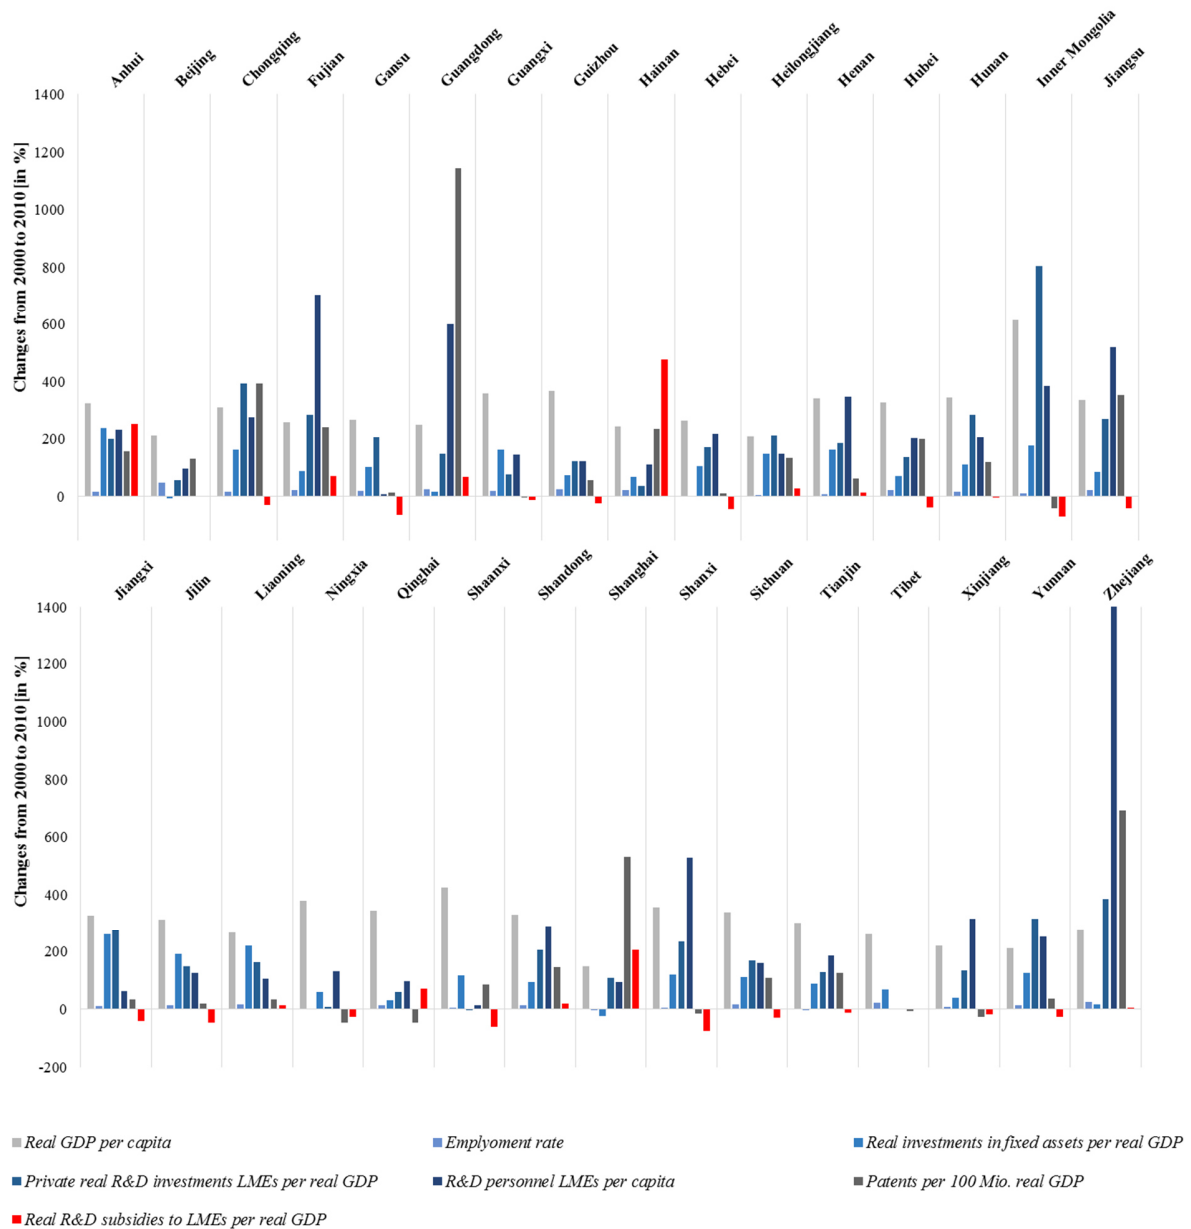 Anhui Beijing Chongqing Fujian Gansu Guangdong Guangxi Guizhou Hainan Hebei Heilongjiang Henan Hubei Hunan Inner Mongolia Jiangsu
Changes from 2000 to 2010 [in %]
1400
1200
1000
800
600
400
200
0
Jiangxi Jilin Liaoning Ningxia Qinghai Shaanxi Shandong Shanghai Shanxi Sichuan Tianjin Tibet Xinjiang Yunnan Zhejiang
Changes from 2000 to 2010 [in %]
1400
1200
1000
800
600
400
200
0
-200
Real GDP per capita Emplyoment rate Real investments in fixed assets per real GDP
Private real R&D investments LMEs per real GDP R&D personnel LMEs per capita Patents per 100 Mio. real GDP
Real R&D subsidies to LMEs per real GDP